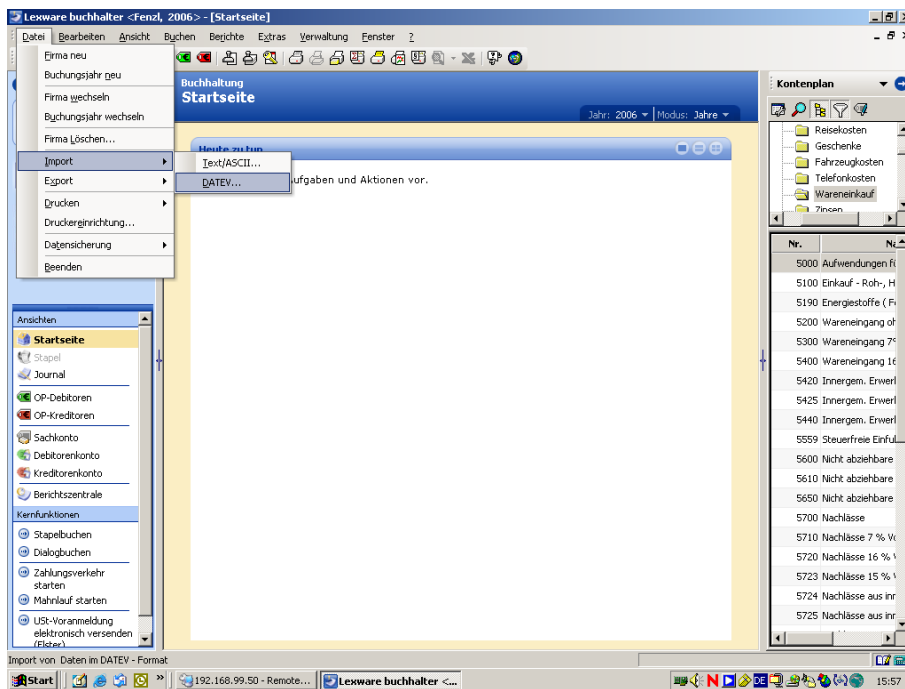 Lexware buchhalter <Fenzl, 2006> - [Startseite]
Datei Bearbeiten Ansicht Buchen Berichte Extras Verwaltung Fenster ?
Firma neu
Buchungsjahr neu
Firma wechseln
Buchungsjahr wechseln
Firma Löschen...
Import
Export
Drucken
Druckereinrichtung...
Datensicherung
Beenden
Text/ASCII...
DATEV...
Buchhaltung
Startseite
Jahr: 2006 Modus: Jahre
Heute zu tun
ufgaben und Aktionen vor.
Ansichten
Startseite
Stapel
Journal
OP-Debitoren
OP-Kreditoren
Sachkonto
Debitorenkonto
Kreditorenkonto
Berichtszentrale
Kernfunktionen
Stapelbuchen
Dialogbuchen
Zahlungsverkehr
starten
Mahnlauf starten
USt-Voranmeldung
elektronisch versenden
(Elster)
Kontenplan
Reisekosten
Geschenke
Fahrzeugkosten
Telefonkosten
Wareneinkauf
Zinsen
Nr. Na
5000 Aufwendungen fü
5100 Einkauf - Roh-, H
5190 Energiestoffe ( F
5200 Wareneingang oh
5300 Wareneingang 7%
5400 Wareneingang 16
5420 Innergem. Erwerl
5425 Innergem. Erwerl
5440 Innergem. Erwerl
5559 Steuerfreie Einful
5600 Nicht abziehbare
5610 Nicht abziehbare
5650 Nicht abziehbare
5700 Nachlässe
5710 Nachlässe 7 % Vo
5720 Nachlässe 16 %
5723 Nachlässe 15 %
5724 Nachlässe aus inr
5725 Nachlässe aus inr
Import von Daten im DATEV - Format
Start 192.168.99.50 - Remote... Lexware buchhalter <... N DE 15:57